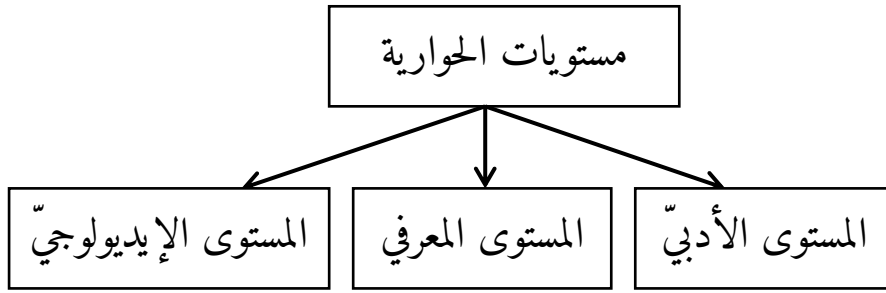 مستويات الحوارية
المستوى الأدبيّ
المستوى المعرفي
المستوى الإيديولوجيّ